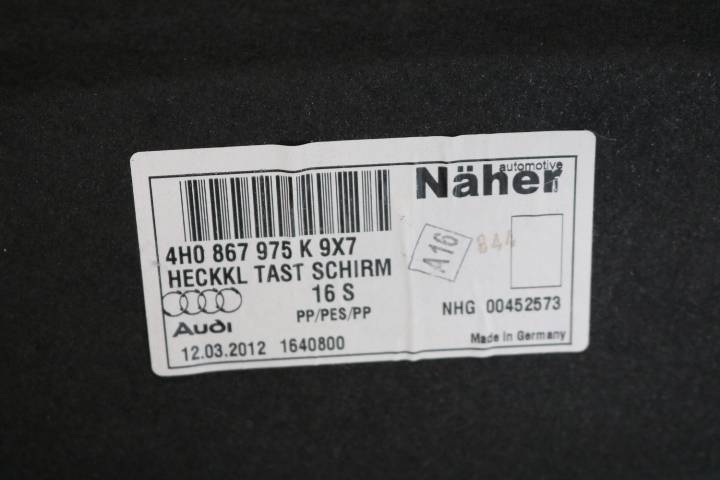 automotive
Näher
4H0 867 975 K 9X7
HECKKL TAST SCHIRM
16 S
PP/PES/PP
Audi
12.03.2012 1640800
A16
844
NHG 00452573
Made in Germany